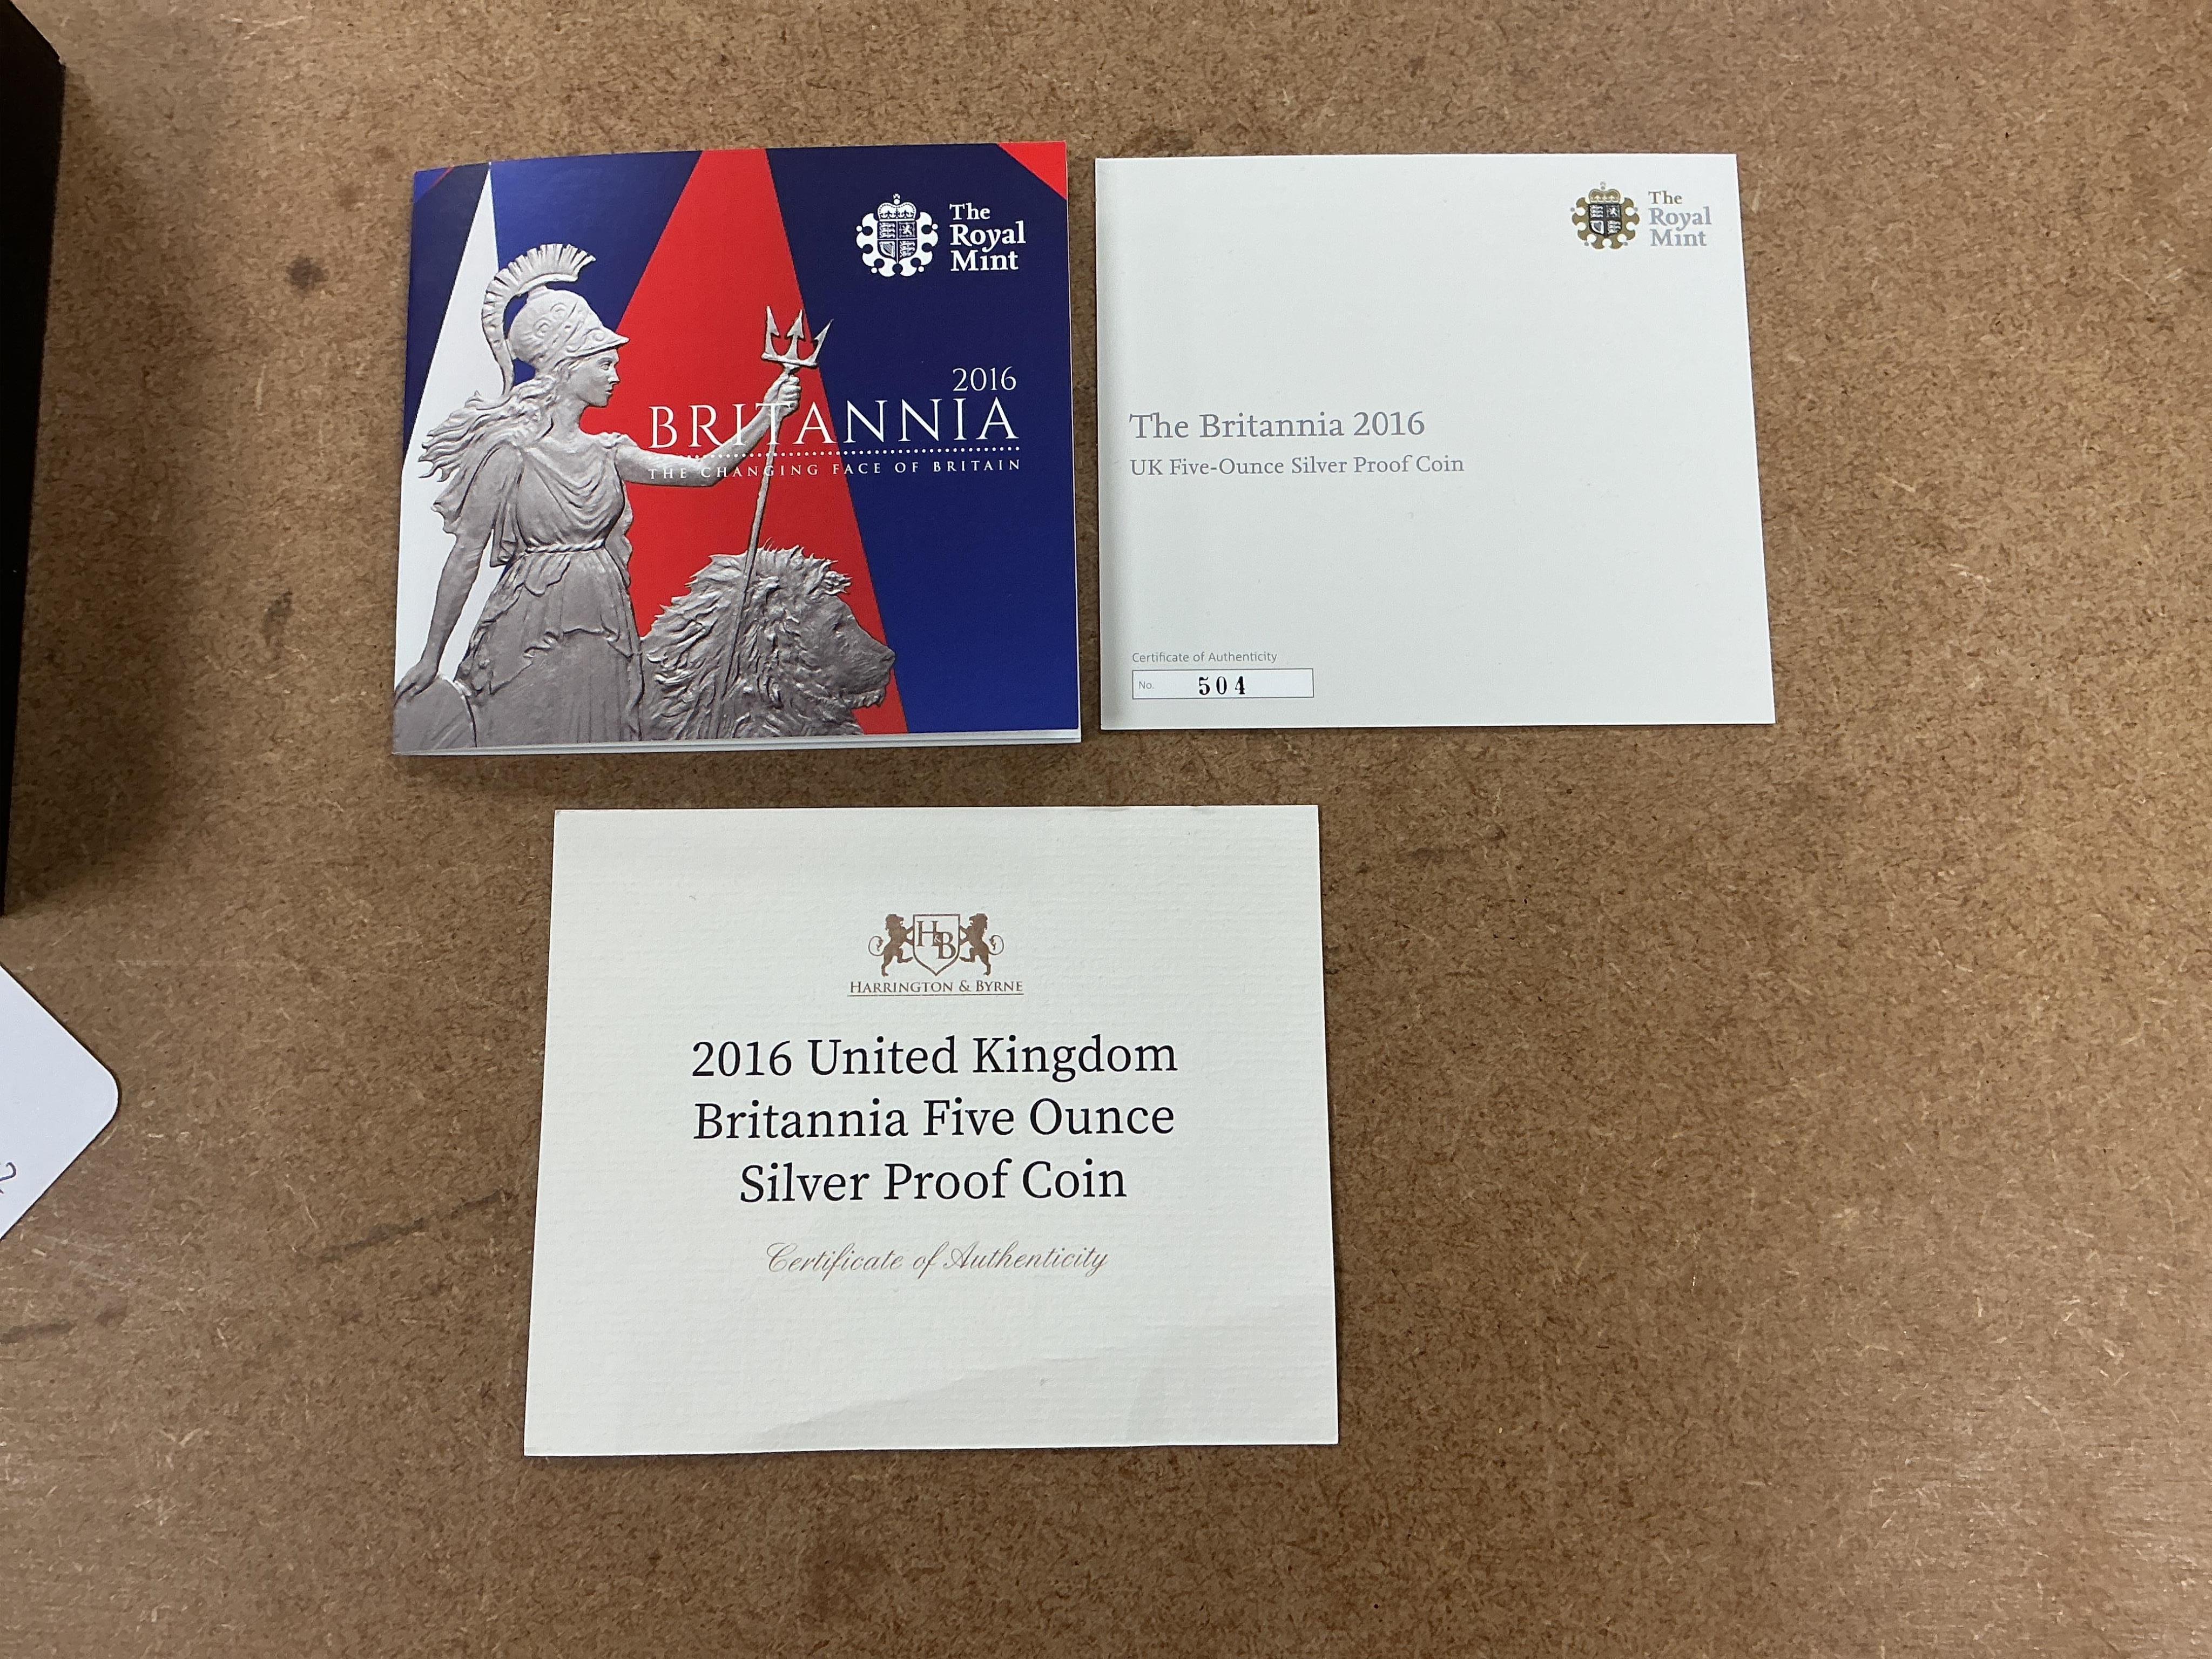 The
Royal
Mint
2016
BRITANNIA
THE CHANGING FACE OF BRITAIN
The
Royal
Mint
The Britannia 2016
UK Five-Ounce Silver Proof Coin
Certificate of Authenticity
No. 504
H&B
HARRINGTON & BYRNE
2016 United Kingdom
Britannia Five Ounce
Silver Proof Coin
Certificate of Authenticity